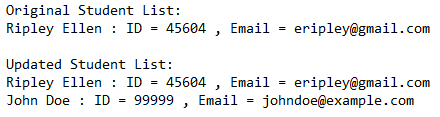 Original Student List:
Ripley Ellen : ID = 45604 , Email = eripley@gmail.com

Updated Student List:
Ripley Ellen : ID = 45604 , Email = eripley@gmail.com
John Doe : ID = 99999 , Email = johndoe@example.com